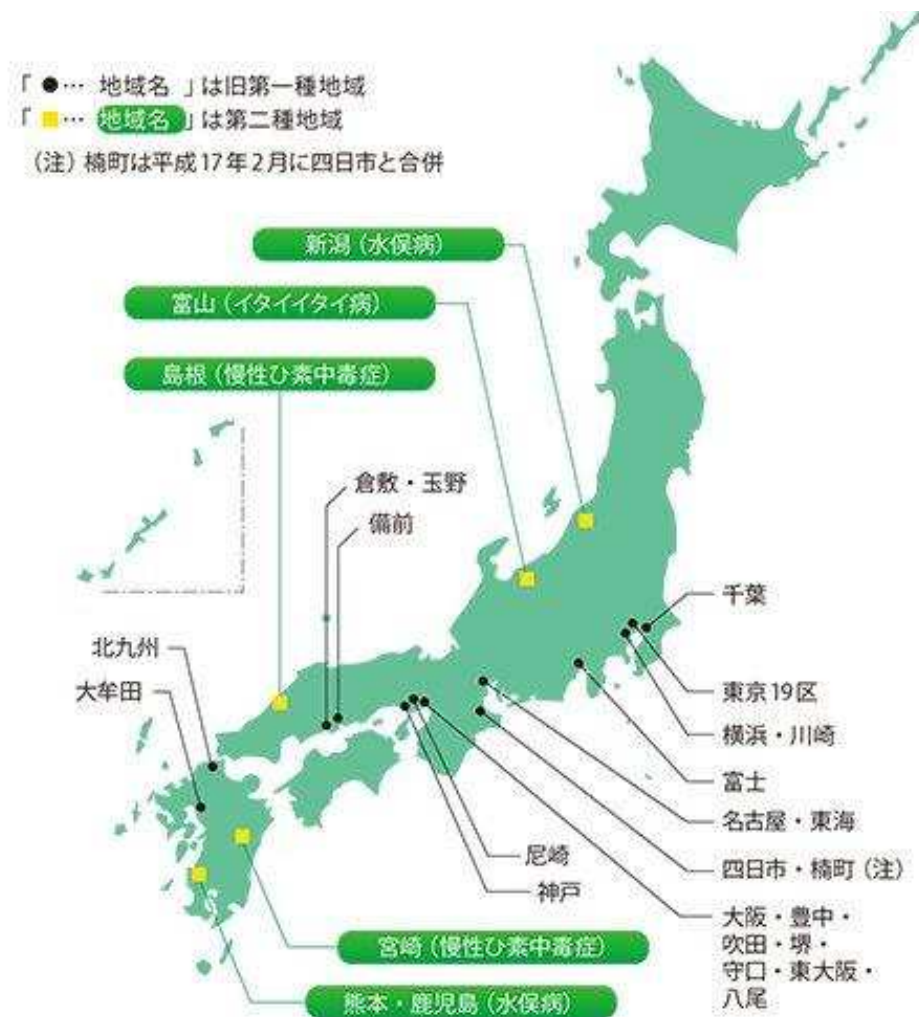 「 ●… 地域名 」は旧第一種地域
「 ■… 地域名 」は第二種地域
(注) 楠町は平成17年2月に四日市と合併
新潟 (水俣病)
富山 (イタイイタイ病)
島根 (慢性ひ素中毒症)
倉敷・玉野
備前
北九州
大牟田
千葉
東京19区
横浜・川崎
富士
名古屋・東海
四日市・楠町 (注)
大阪・豊中・
吹田・堺・
守口・東大阪・
八尾
尼崎
神戸
宮崎 (慢性ひ素中毒症)
熊本・鹿児島 (水俣病)